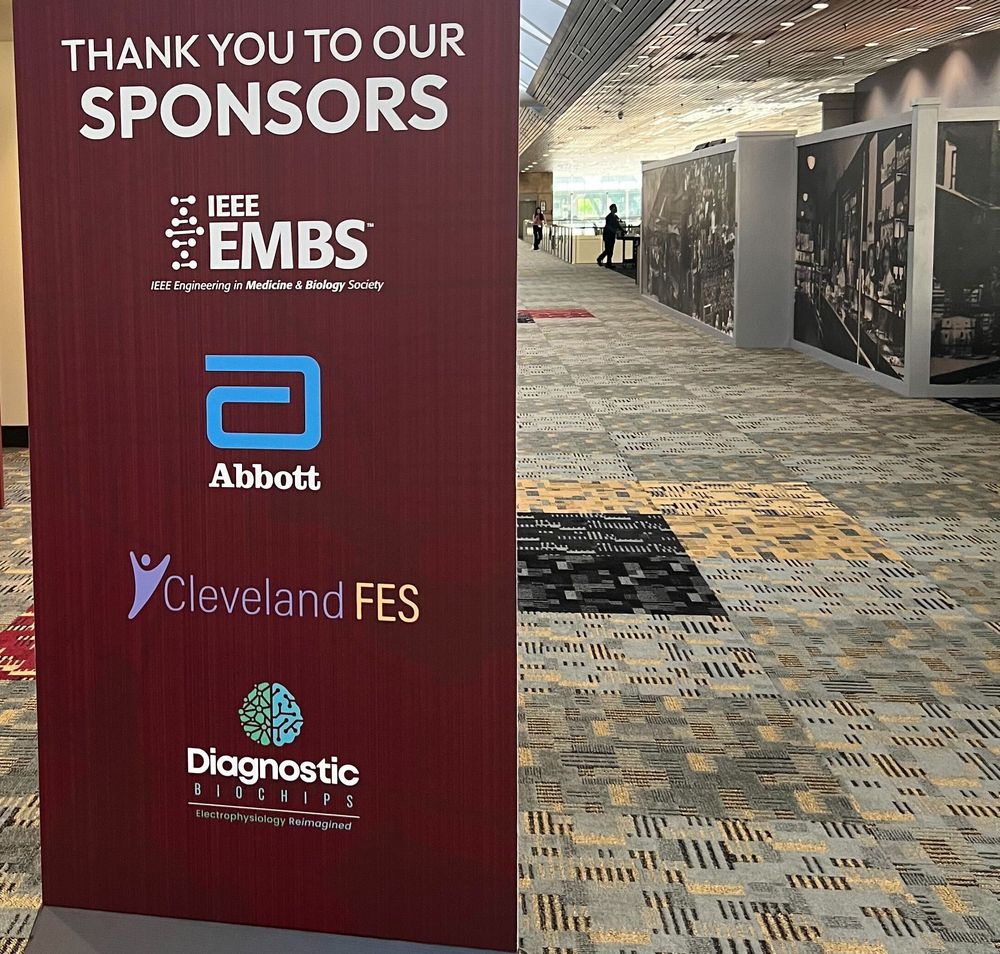 THANK YOU TO OUR
SPONSORS
IEEE
EMBS™
IEEE Engineering in Medicine & Biology Society
Abbott
Cleveland FES
Diagnostic
BIOCHIPS
Electrophysiology Reimagined